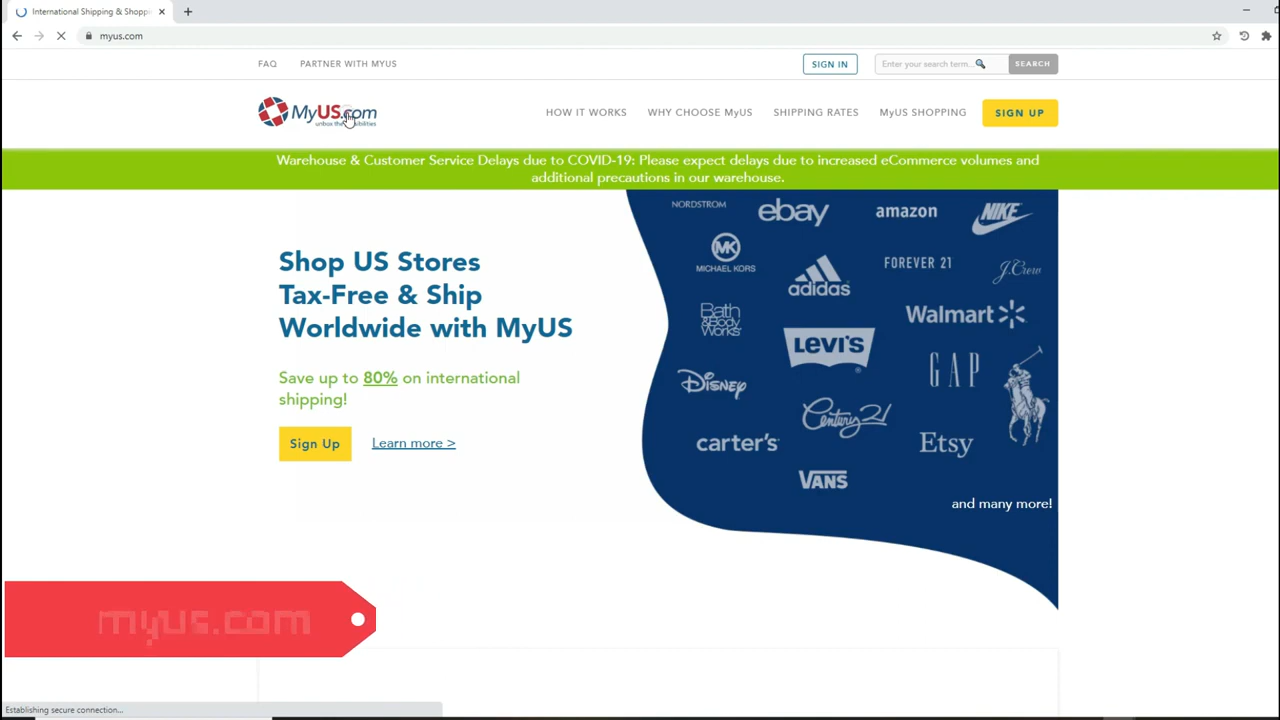 International Shipping & Shoppi
myus.com
FAQ
PARTNER WITH MYUS
SIGN IN
Enter your search term...
SEARCH
MyUS.com
unbox the
HOW IT WORKS
WHY CHOOSE MyUS
SHIPPING RATES
MyUS SHOPPING
SIGN UP
Warehouse & Customer Service Delays due to COVID-19: Please expect delays due to increased eCommerce volumes and
additional precautions in our warehouse.
Shop US Stores
Tax-Free & Ship
Worldwide with MyUS
Save up to 80% on international
shipping!
Sign Up
Learn more >
NORDSTROM
ebay
amazon
NIKE
MK
MICHAEL KORS
adidas
FOREVER 21
J.Crew
Bath
& Body
Works
LEVI'S
Walmart
GAP
DISNEY
Century 21
carter's
Etsy
VANS
and many more!
myus.com
Establishing secure connection...